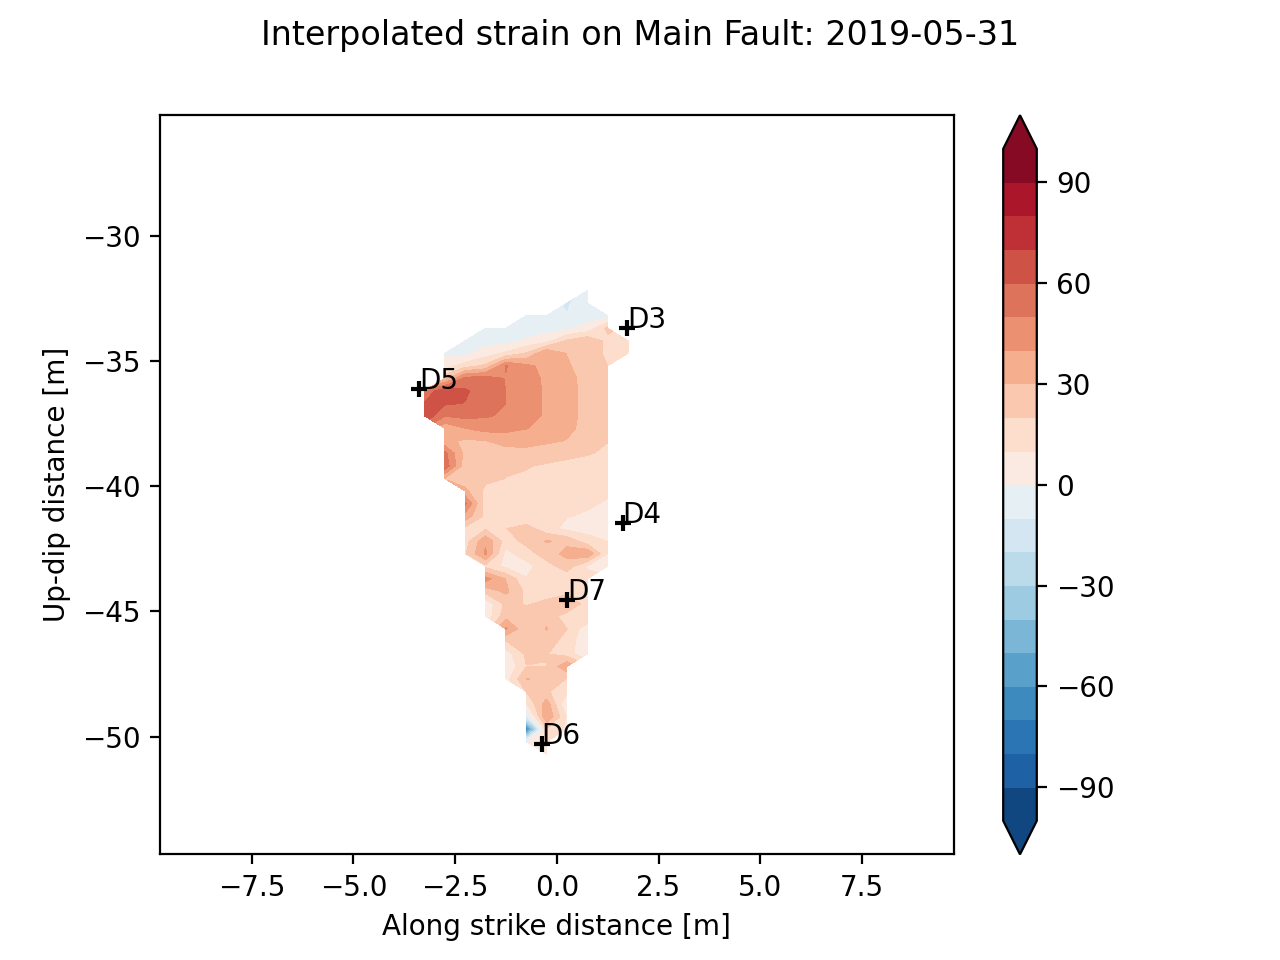 Interpolated strain on Main Fault: 2019-05-31
D3
D5
D4
D7
D6
−30
−35
−40
−45
−50
Up-dip distance [m]
−7.5 −5.0 −2.5 0.0 2.5 5.0 7.5
Along strike distance [m]
90
60
30
0
−30
−60
−90